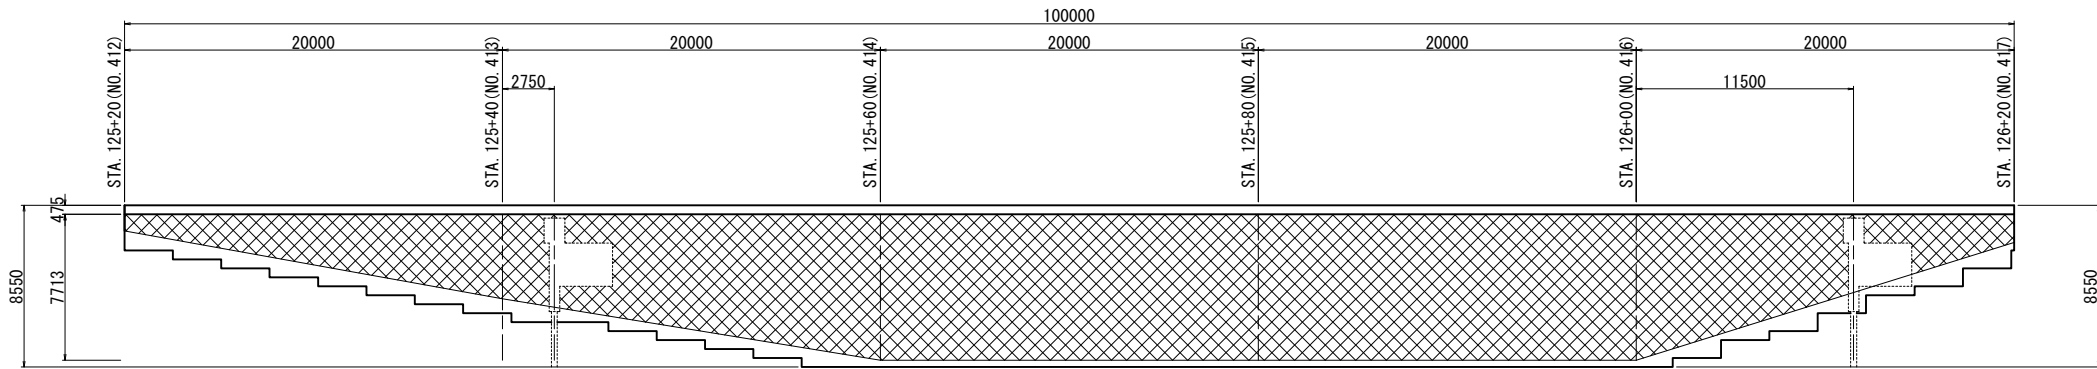 100000
20000
20000
20000
20000
20000
2750
11500
STA. 125+20(NO. 412)
STA. 125+40(NO. 413)
STA. 125+60(NO. 414)
STA. 125+80(NO. 415)
STA. 126+00(NO. 416)
STA. 126+20(NO. 417)
475
7713
8550
8550